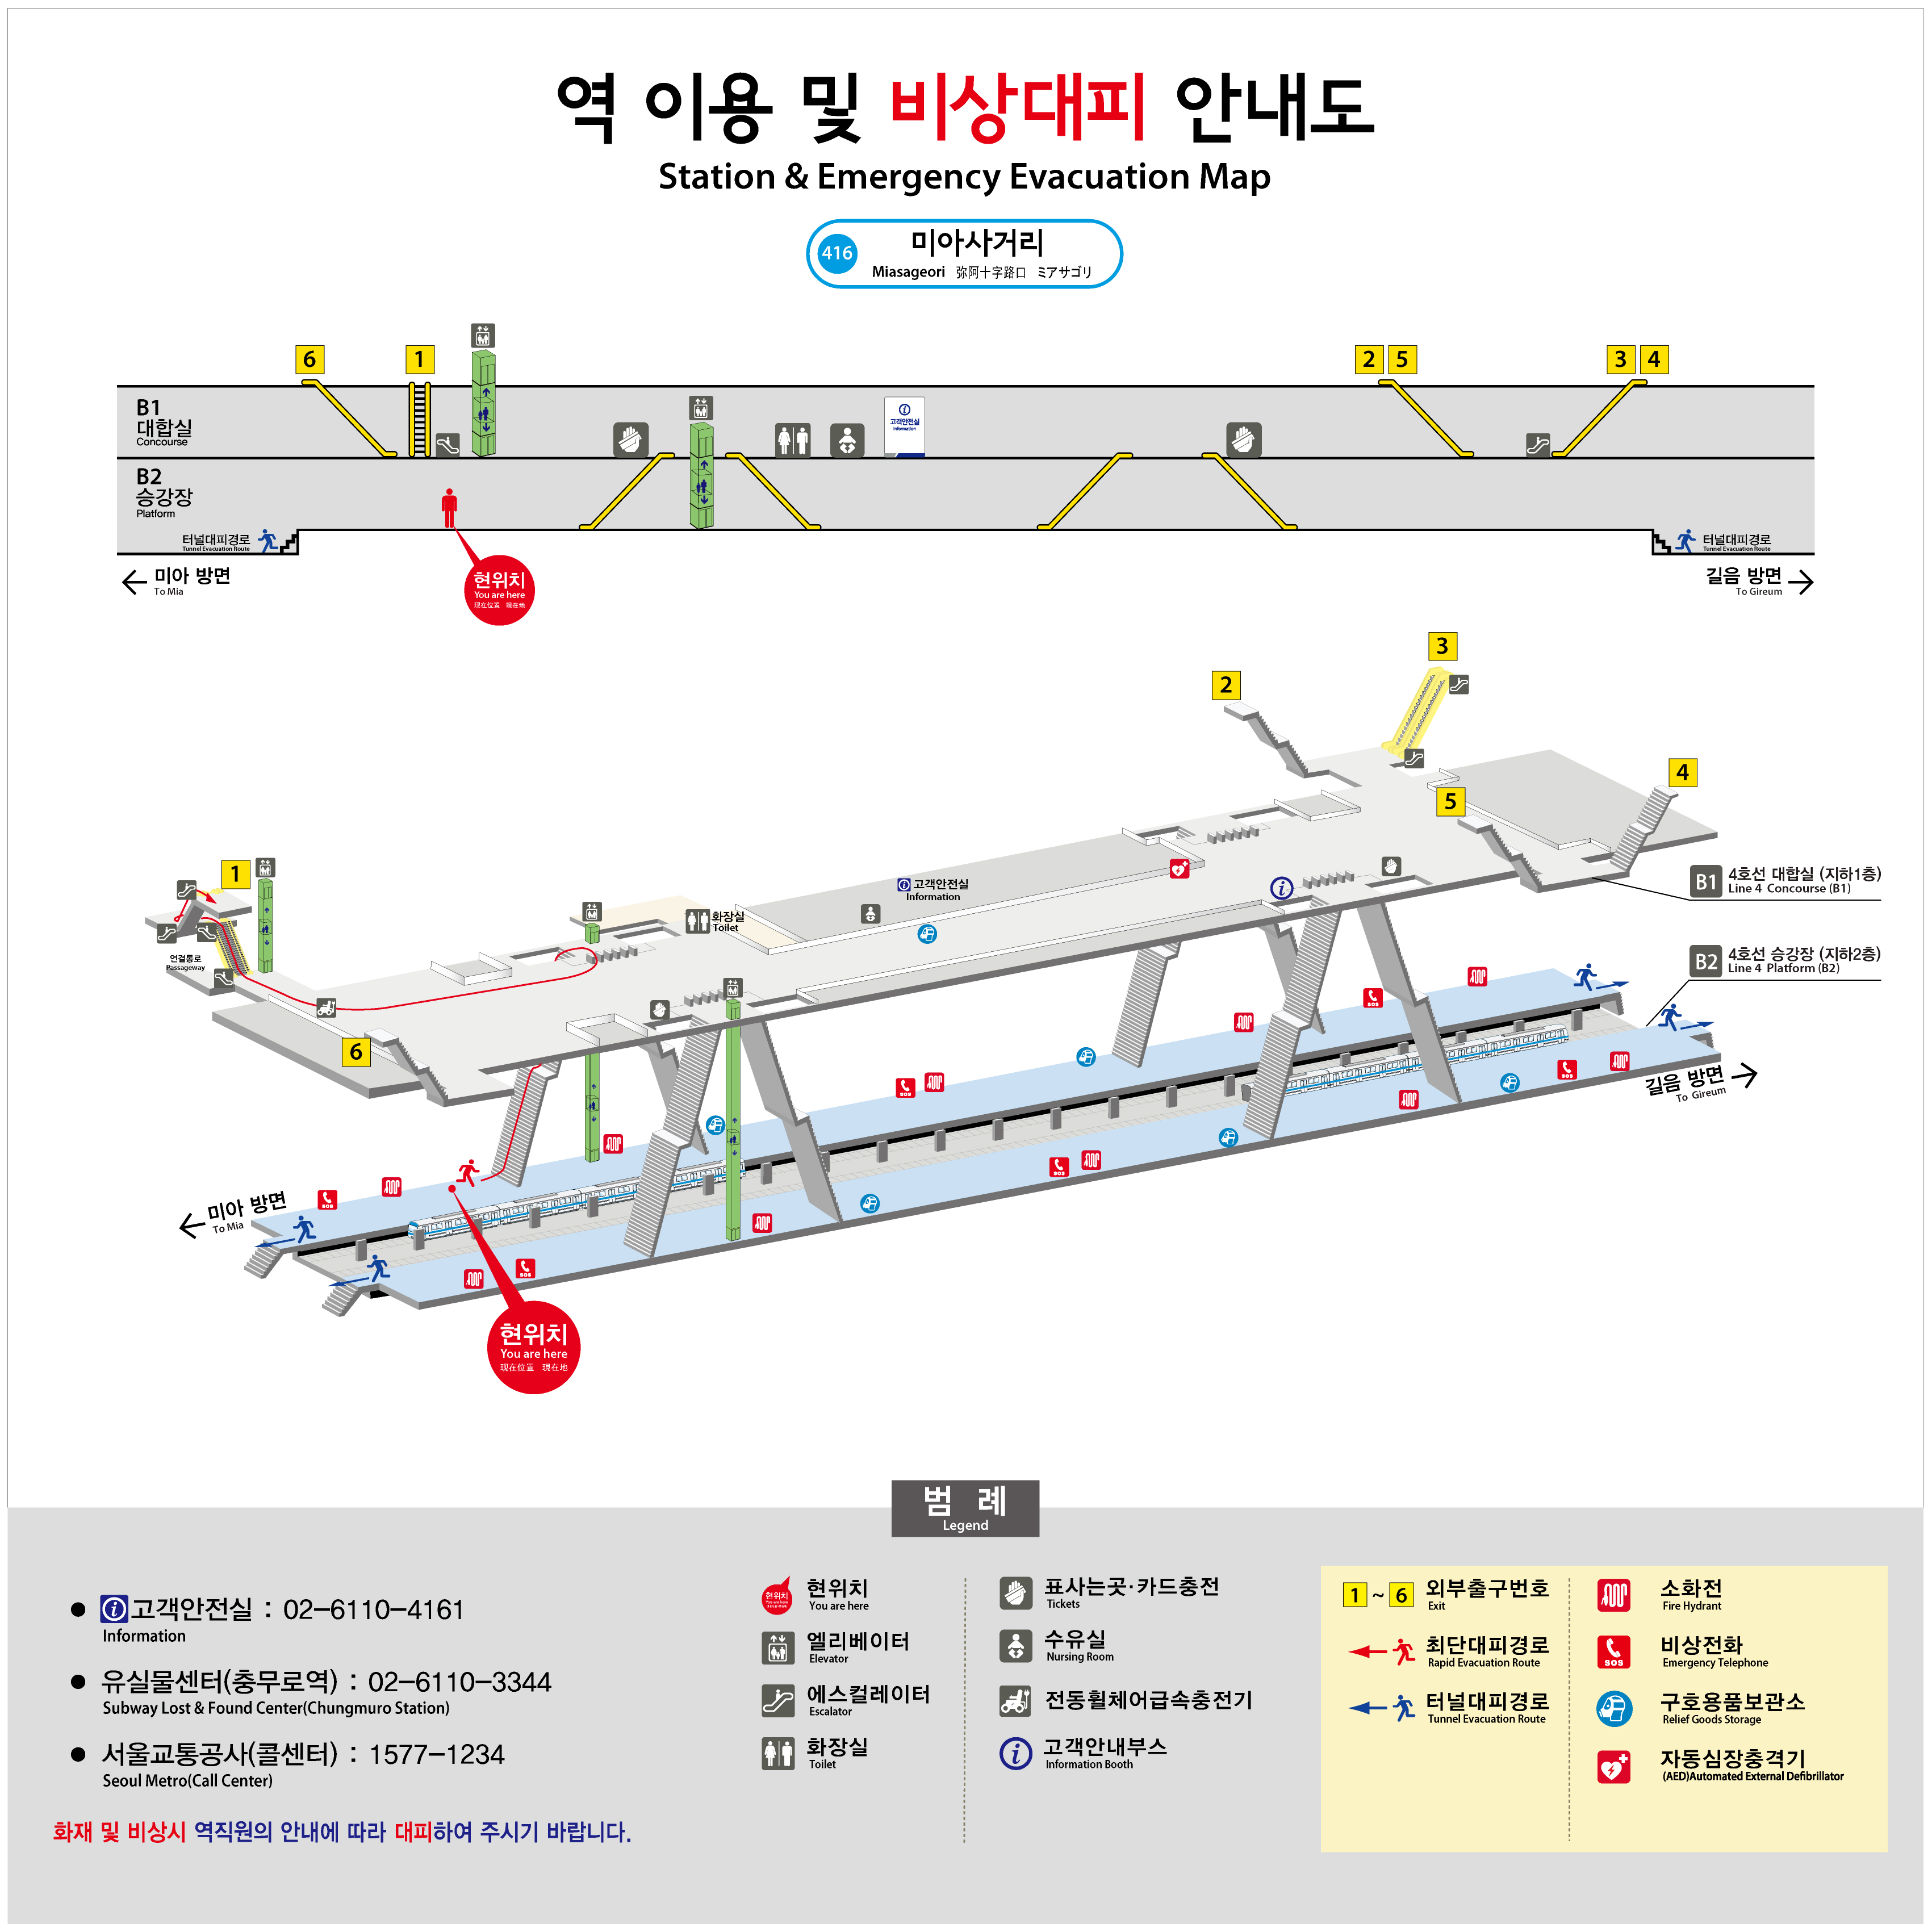 역 이용 및 비상대피 안내도
Station & Emergency Evacuation Map
416
미아사거리
Miasageori 弥阿十字路口 ミアサゴリ
6
1
2 5
3 4
B1
대합실
Concourse
고객안전실
Information
B2
승강장
Platform
터널대피경로
Tunnel Evacuation Route
터널대피경로
Tunnel Evacuation Route
← 미아 방면
To Mia
길음 방면 →
To Gireum
현위치
You are here
现在位置 現在地
3
2
4
5
1
고객안전실
Information
화장실
Toilet
연결통로
Passageway
6
B1 4호선 대합실 (지하1층)
Line 4 Concourse (B1)
B2 4호선 승강장 (지하2층)
Line 4 Platform (B2)
SOS
SOS
SOS
SOS
SOS
SOS
길음 방면 →
To Gireum
← 미아 방면
To Mia
현위치
You are here
现在位置 現在地
범 례
Legend
● 고객안전실 : 02-6110-4161
Information
● 유실물센터(충무로역) : 02-6110-3344
Subway Lost & Found Center(Chungmuro Station)
● 서울교통공사(콜센터) : 1577-1234
Seoul Metro(Call Center)
화재 및 비상시 역직원의 안내에 따라 대피하여 주시기 바랍니다.
현위치
현위치
You are here
엘리베이터
Elevator
에스컬레이터
Escalator
화장실
Toilet
표사는곳·카드충전
Tickets
수유실
Nursing Room
전동휠체어급속충전기
고객안내부스
Information Booth
1 ~ 6 외부출구번호
Exit
최단대피경로
Rapid Evacuation Route
터널대피경로
Tunnel Evacuation Route
소화전
Fire Hydrant
SOS
비상전화
Emergency Telephone
구호용품보관소
Relief Goods Storage
자동심장충격기
(AED)Automated External Defibrillator